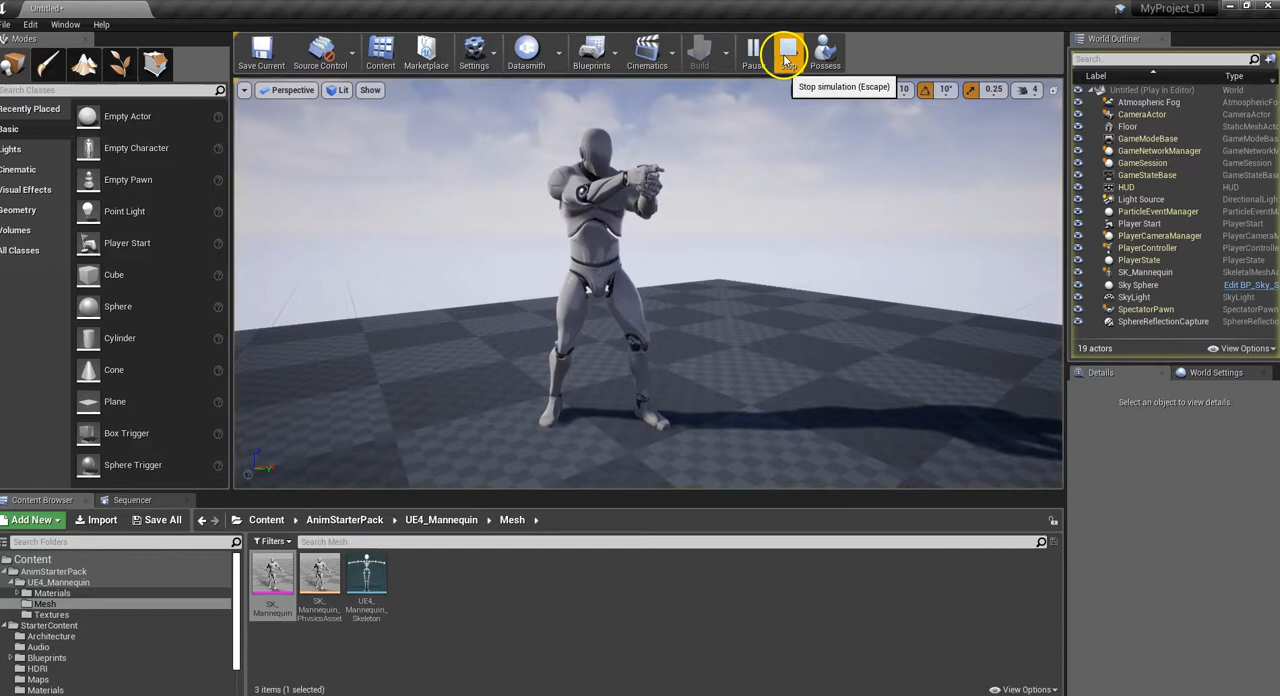 Untitled*
MyProject_01
File Edit Window Help
Modes
Save Current
Source Control
Content
Marketplace
Settings
Datasmith
Blueprints
Cinematics
Build
Pause
Stop
Possess
Stop simulation (Escape)
Search Classes
Recently Placed
Basic
Lights
Cinematic
Visual Effects
Geometry
Volumes
All Classes
Empty Actor
Empty Character
Empty Pawn
Point Light
Player Start
Cube
Sphere
Cylinder
Cone
Plane
Box Trigger
Sphere Trigger
Perspective Lit Show
10 10° 0.25 4
World Outliner
Search...
Label Type
Untitled (Play In Editor) World
Atmospheric Fog AtmosphericFo
CameraActor CameraActor
Floor StaticMeshActo
GameModeBase GameModeBas
GameNetworkManager GameNetwork
GameSession GameSession
GameStateBase GameStateBas
HUD HUD
Light Source DirectionalLigh
ParticleEventManager ParticleEventM
Player Start PlayerStart
PlayerCameraManager PlayerCameraM
PlayerController PlayerControlle
PlayerState PlayerState
SK_Mannequin SkeletalMeshAc
Sky Sphere Edit BP_Sky_S
SkyLight SkyLight
SpectatorPawn SpectatorPawn
SphereReflectionCapture SphereReflecti
19 actors View Options
Details World Settings
Select an object to view details.
Content Browser Sequencer
Add New Import Save All Content AnimStarterPack UE4_Mannequin Mesh
Search Folders
Filters Search Mesh
Content
AnimStarterPack
UE4_Mannequin
Materials
Mesh
Textures
StarterContent
Architecture
Audio
Blueprints
HDRI
Maps
Materials
SK_
Mannequin
SK_
Mannequin_
PhysicsAsset
UE4_
Mannequin_
Skeleton
3 items (1 selected) View Options